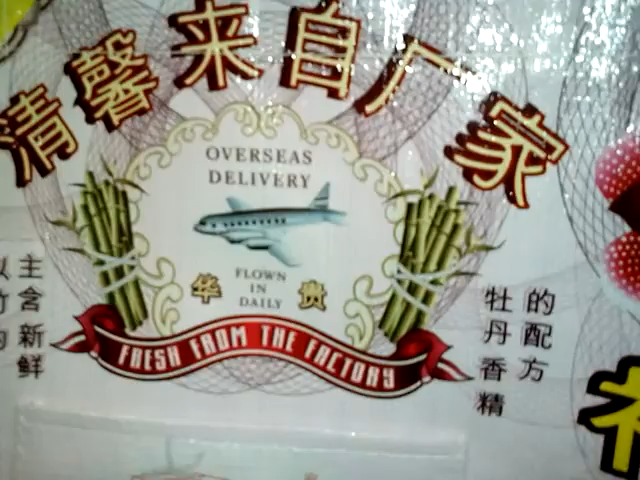 清馨来自厂家
OVERSEAS
DELIVERY
FLOWN
IN
DAILY
华 贵
FRESH FROM THE FACTORY
主含新鲜
的配方
牡丹香精